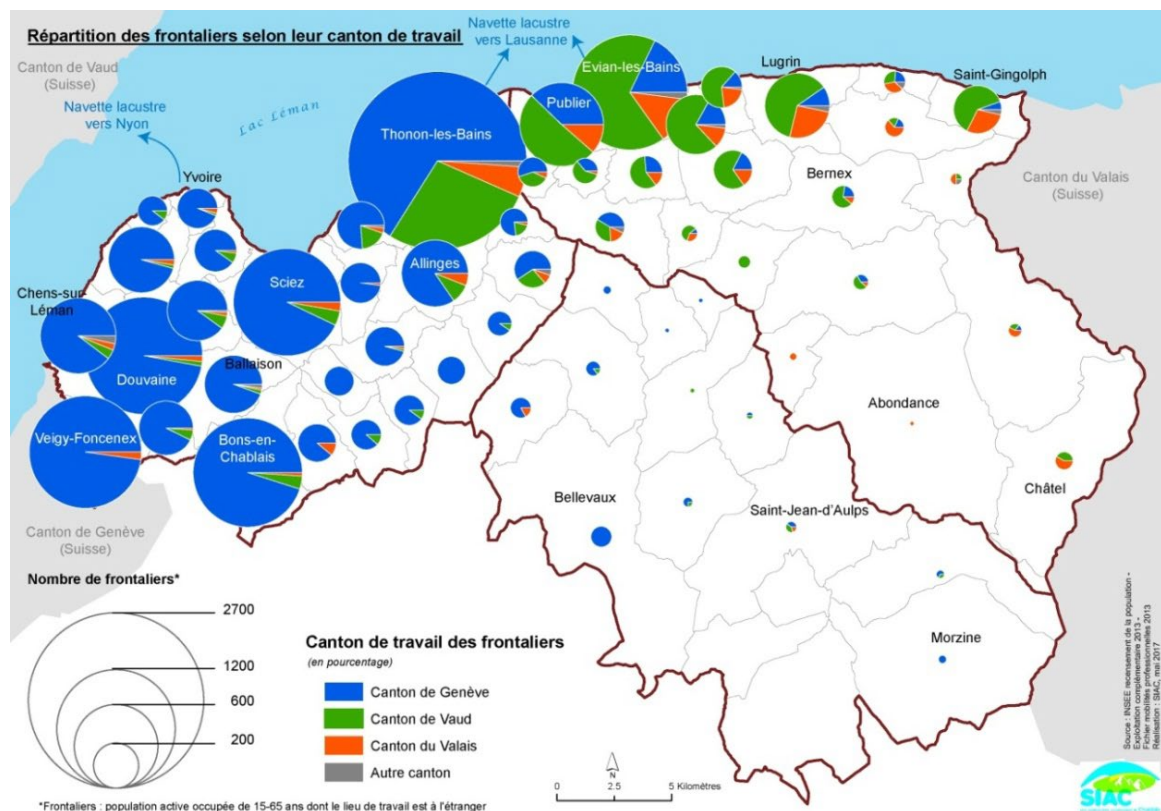 Répartition des frontaliers selon leur canton de travail
Navette lacustre
vers Lausanne
Canton de Vaud
(Suisse)
Navette lacustre
vers Nyon
Lac Léman
Evian-les-Bains
Lugrin
Saint-Gingolph
Publier
Thonon-les-Bains
Yvoire
Bernex
Canton du Valais
(Suisse)
Allinges
Sciez
Chens-sur-
Léman
Ballaison
Douvaine
Abondance
Veigy-Foncenex
Bons-en-
Chablais
Châtel
Bellevaux
Saint-Jean-d'Aulps
Canton de Genève
(Suisse)
Morzine
Nombre de frontaliers*
2700
1200
600
200
Canton de travail des frontaliers
(en pourcentage)
Canton de Genève
Canton de Vaud
Canton du Valais
Autre canton
N
0 2.5 5 Kilomètres
Source : INSEE recensement de la population -
Exploitation complémentaire 2013 -
Fichier mobilités professionnelles 2013
Réalisation : SIAC, mai 2017
SIAC
*Frontaliers : population active occupée de 15-65 ans dont le lieu de travail est à l'étranger